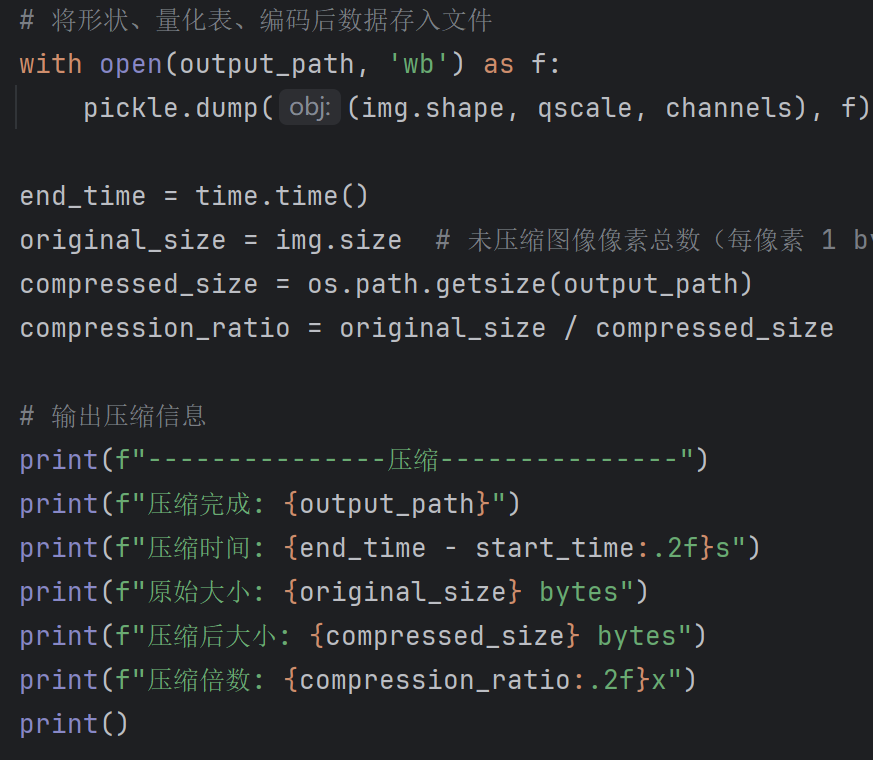 # 将形状、量化表、编码后数据存入文件
with open(output_path, 'wb') as f:
    pickle.dump( obj: (img.shape, qscale, channels), f)
end_time = time.time()
original_size = img.size  # 未压缩图像像素总数（每像素 1 by
compressed_size = os.path.getsize(output_path)
compression_ratio = original_size / compressed_size
# 输出压缩信息
print(f"---------------压缩---------------")
print(f"压缩完成: {output_path}")
print(f"压缩时间: {end_time - start_time:.2f}s")
print(f"原始大小: {original_size} bytes")
print(f"压缩后大小: {compressed_size} bytes")
print(f"压缩倍数: {compression_ratio:.2f}x")
print()